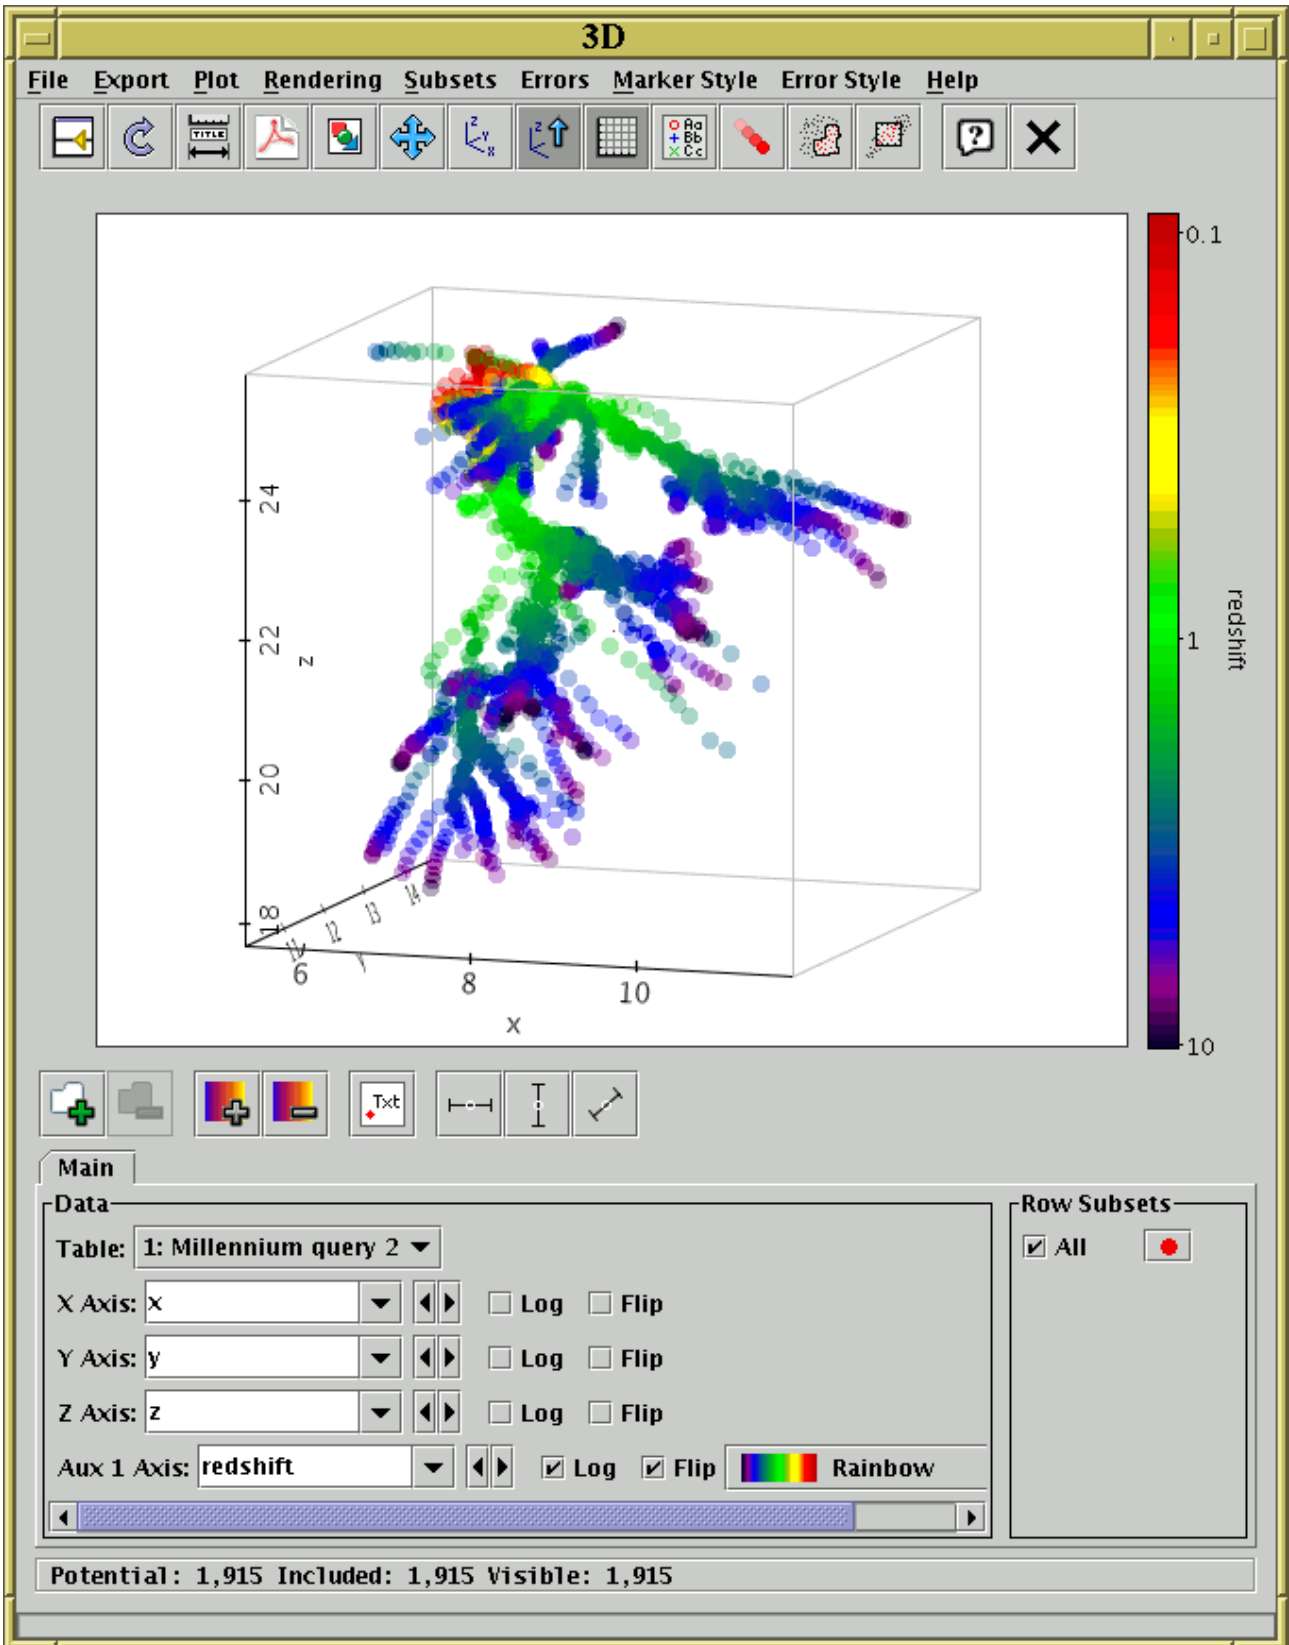 3D
File Export Plot Rendering Subsets Errors Marker Style Error Style Help
TITLE
z y x
z
Aa
Bb
Cc
?
0.1
24
redshift
1
22
z
20
14
13
18
12
11
y
6
8
10
x
10
Txt
Main
Data
Row Subsets
Table: 1: Millennium query 2
All
X Axis: x Log Flip
Y Axis: y Log Flip
Z Axis: z Log Flip
Aux 1 Axis: redshift Log Flip Rainbow
Potential: 1,915 Included: 1,915 Visible: 1,915